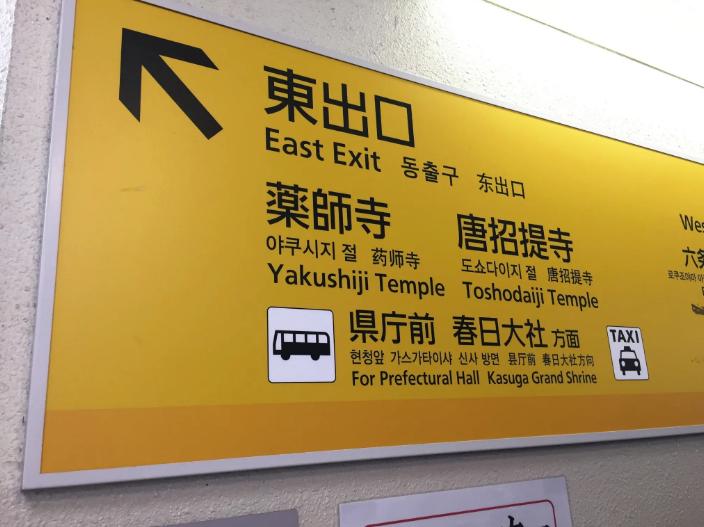 東出口
East Exit 동출구 东出口
薬師寺
야쿠시지 절 药师寺
Yakushiji Temple
唐招提寺
도쇼다이지 절 唐招提寺
Toshodaiji Temple
県庁前 春日大社 方面
현청앞 가스가타이샤 신사 방면 县厅前 春日大社方向
For Prefectural Hall Kasuga Grand Shrine
TAXI
Wes
六条